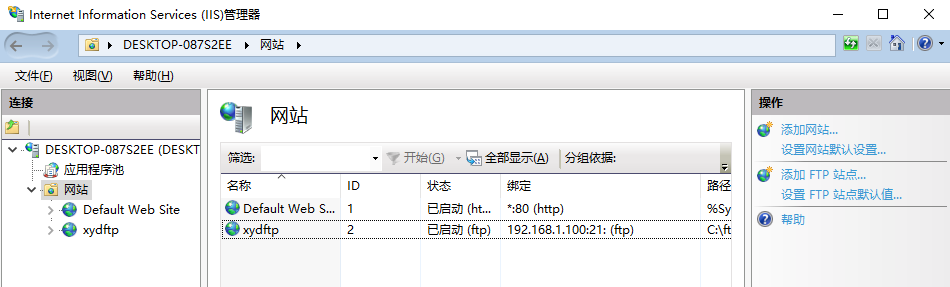 Internet Information Services (IIS)管理器
DESKTOP-087S2EE 网站
文件(F) 视图(V) 帮助(H)
连接
DESKTOP-087S2EE (DESKT
应用程序池
网站
Default Web Site
xydftp
网站
筛选: 开始(G) 全部显示(A) 分组依据:
名称 ID 状态 绑定 路径
Default Web S... 1 已启动 (ht... *:80 (http) %Sy
xydftp 2 已启动 (ftp) 192.168.1.100:21: (ftp) C:\ft
操作
添加网站...
设置网站默认设置...
添加 FTP 站点...
设置 FTP 站点默认值...
帮助